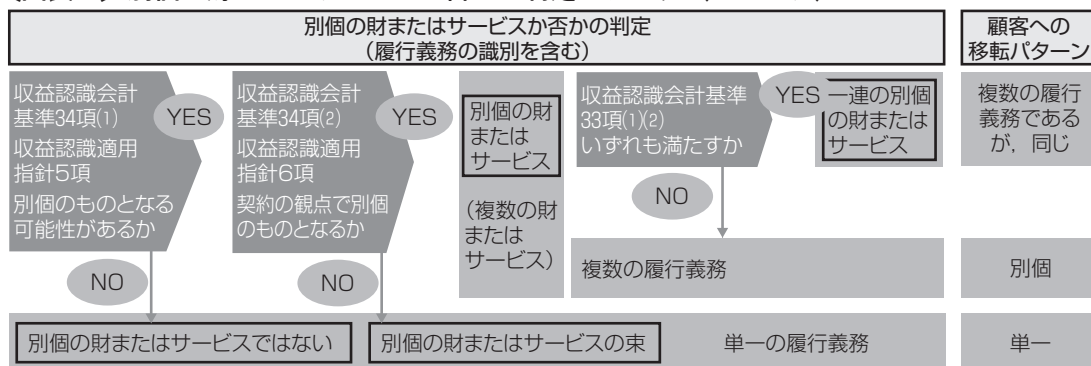 別個の財またはサービスか否かの判定
（履行義務の識別を含む）
顧客への
移転パターン
収益認識会計
基準34項⑴
収益認識適用
指針5項
別個のものとなる
可能性があるか
YES
NO
収益認識会計
基準34項⑵
収益認識適用
指針6項
契約の観点で別個
のものとなるか
YES
NO
別個の財
または
サービス
（複数の財
または
サービス）
収益認識会計基準
33項⑴⑵
いずれも満たすか
YES
NO
一連の別個
の財または
サービス
複数の履行
義務である
が，同じ
複数の履行義務
別個
別個の財またはサービスではない
別個の財またはサービスの束
単一の履行義務
単一